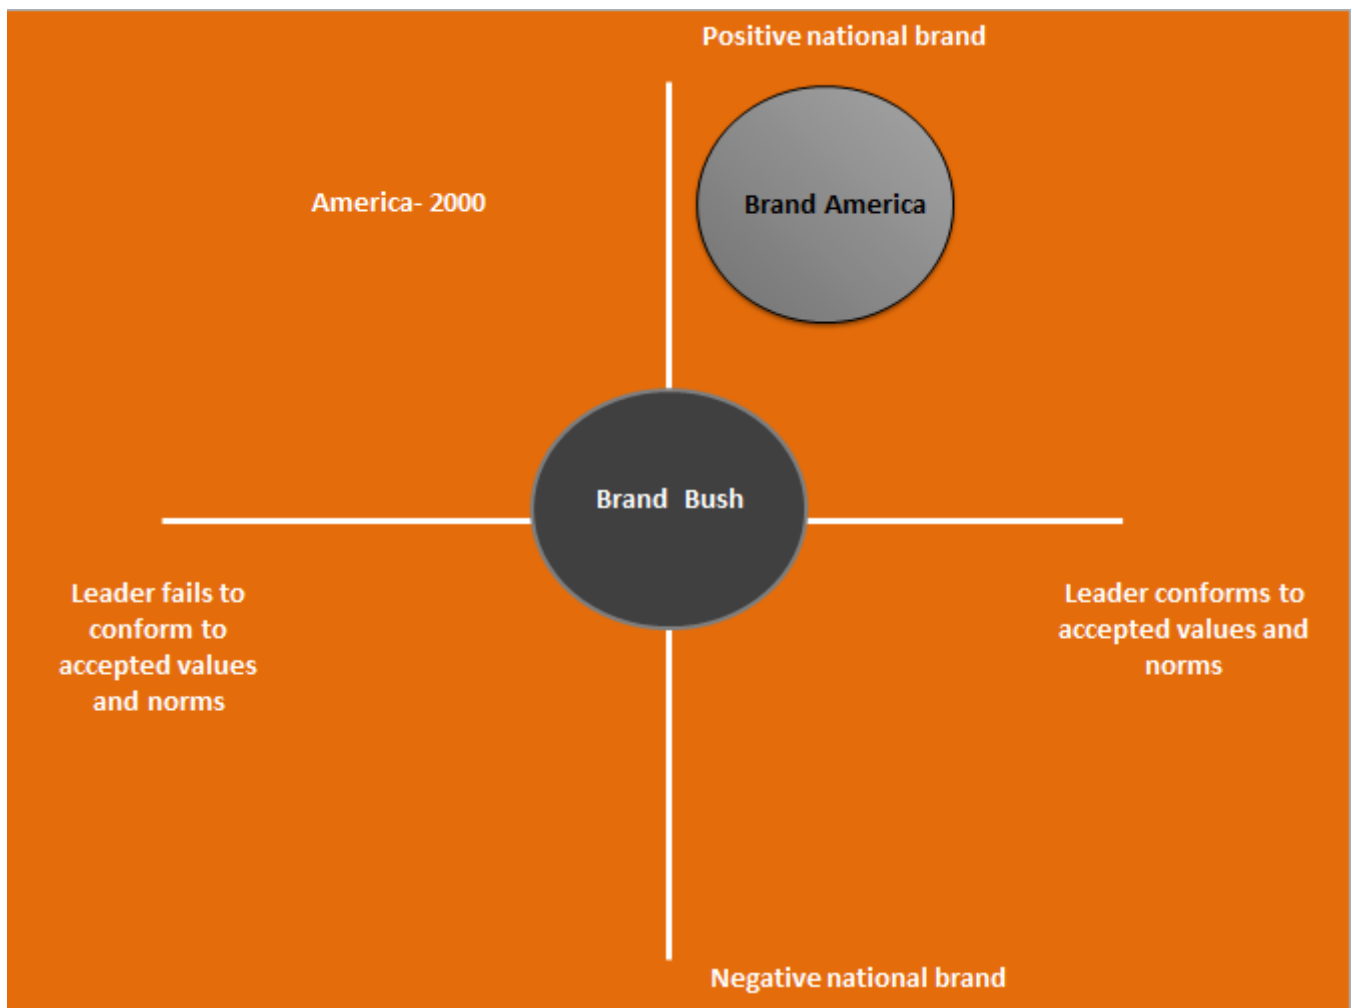 Positive national brand
America- 2000
Brand America
Brand Bush
Leader fails to
conform to
accepted values
and norms
Leader conforms to
accepted values and
norms
Negative national brand